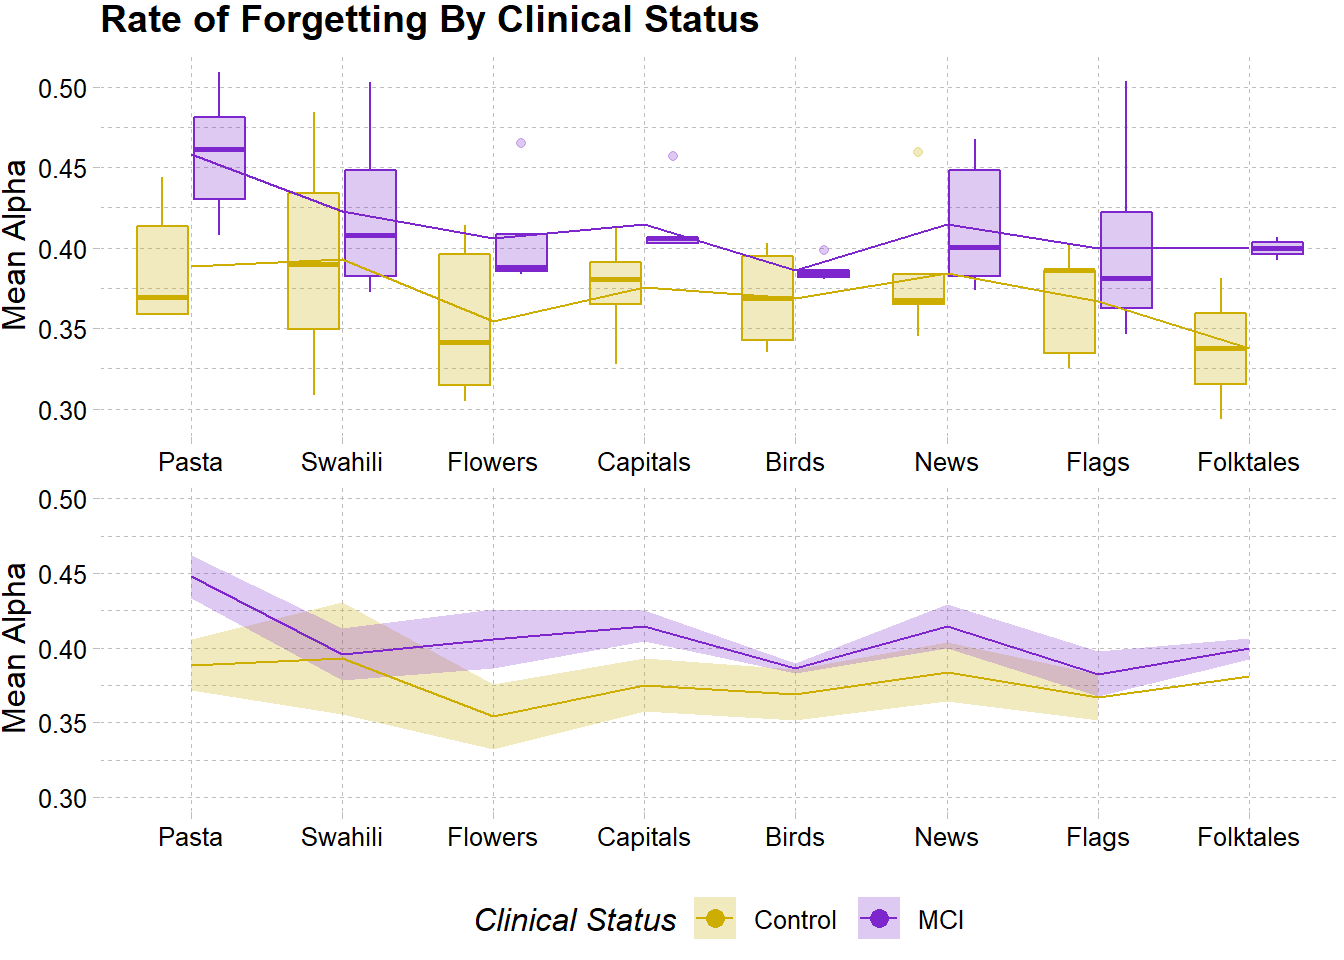 Rate of Forgetting By Clinical Status
Mean Alpha
0.50
0.45
0.40
0.35
0.30
Pasta Swahili Flowers Capitals Birds News Flags Folktales
Mean Alpha
0.50
0.45
0.40
0.35
0.30
Pasta Swahili Flowers Capitals Birds News Flags Folktales
Clinical Status Control MCI